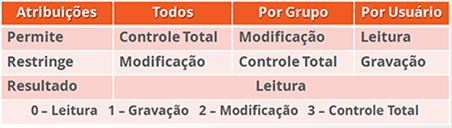 Atribuições Todos Por Grupo Por Usuário
Permite Controle Total Modificação Leitura
Restringe Modificação Controle Total Gravação
Resultado Leitura
0 – Leitura 1 – Gravação 2 – Modificação 3 – Controle Total